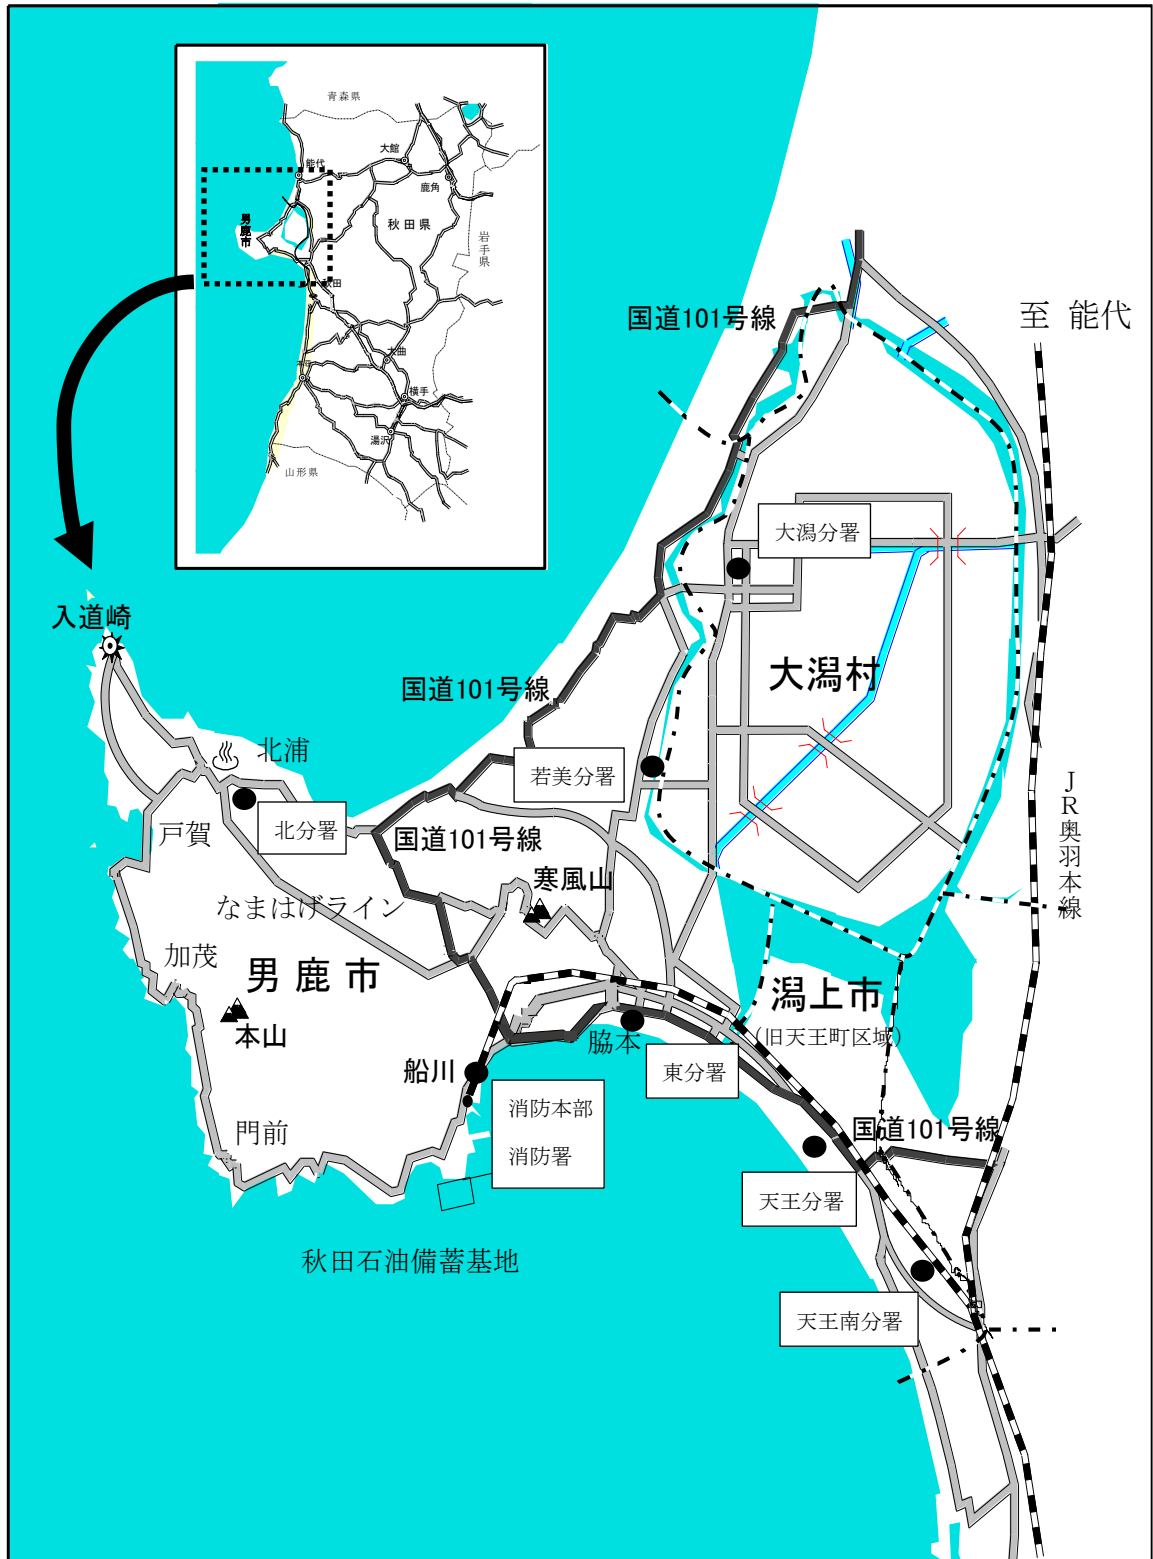 青森県
大館
能代
鹿角
男鹿市
秋田県
岩手県
秋田
大曲
横手
湯沢
山形県
国道101号線
至 能代
大潟分署
入道崎
大潟村
国道101号線
北浦
若美分署
JR奥羽本線
戸賀
北分署
国道101号線
寒風山
なまはげライン
加茂
男鹿市
潟上市
本山
脇本
(旧天王町区域)
船川
東分署
消防本部
消防署
門前
国道101号線
天王分署
秋田石油備蓄基地
天王南分署